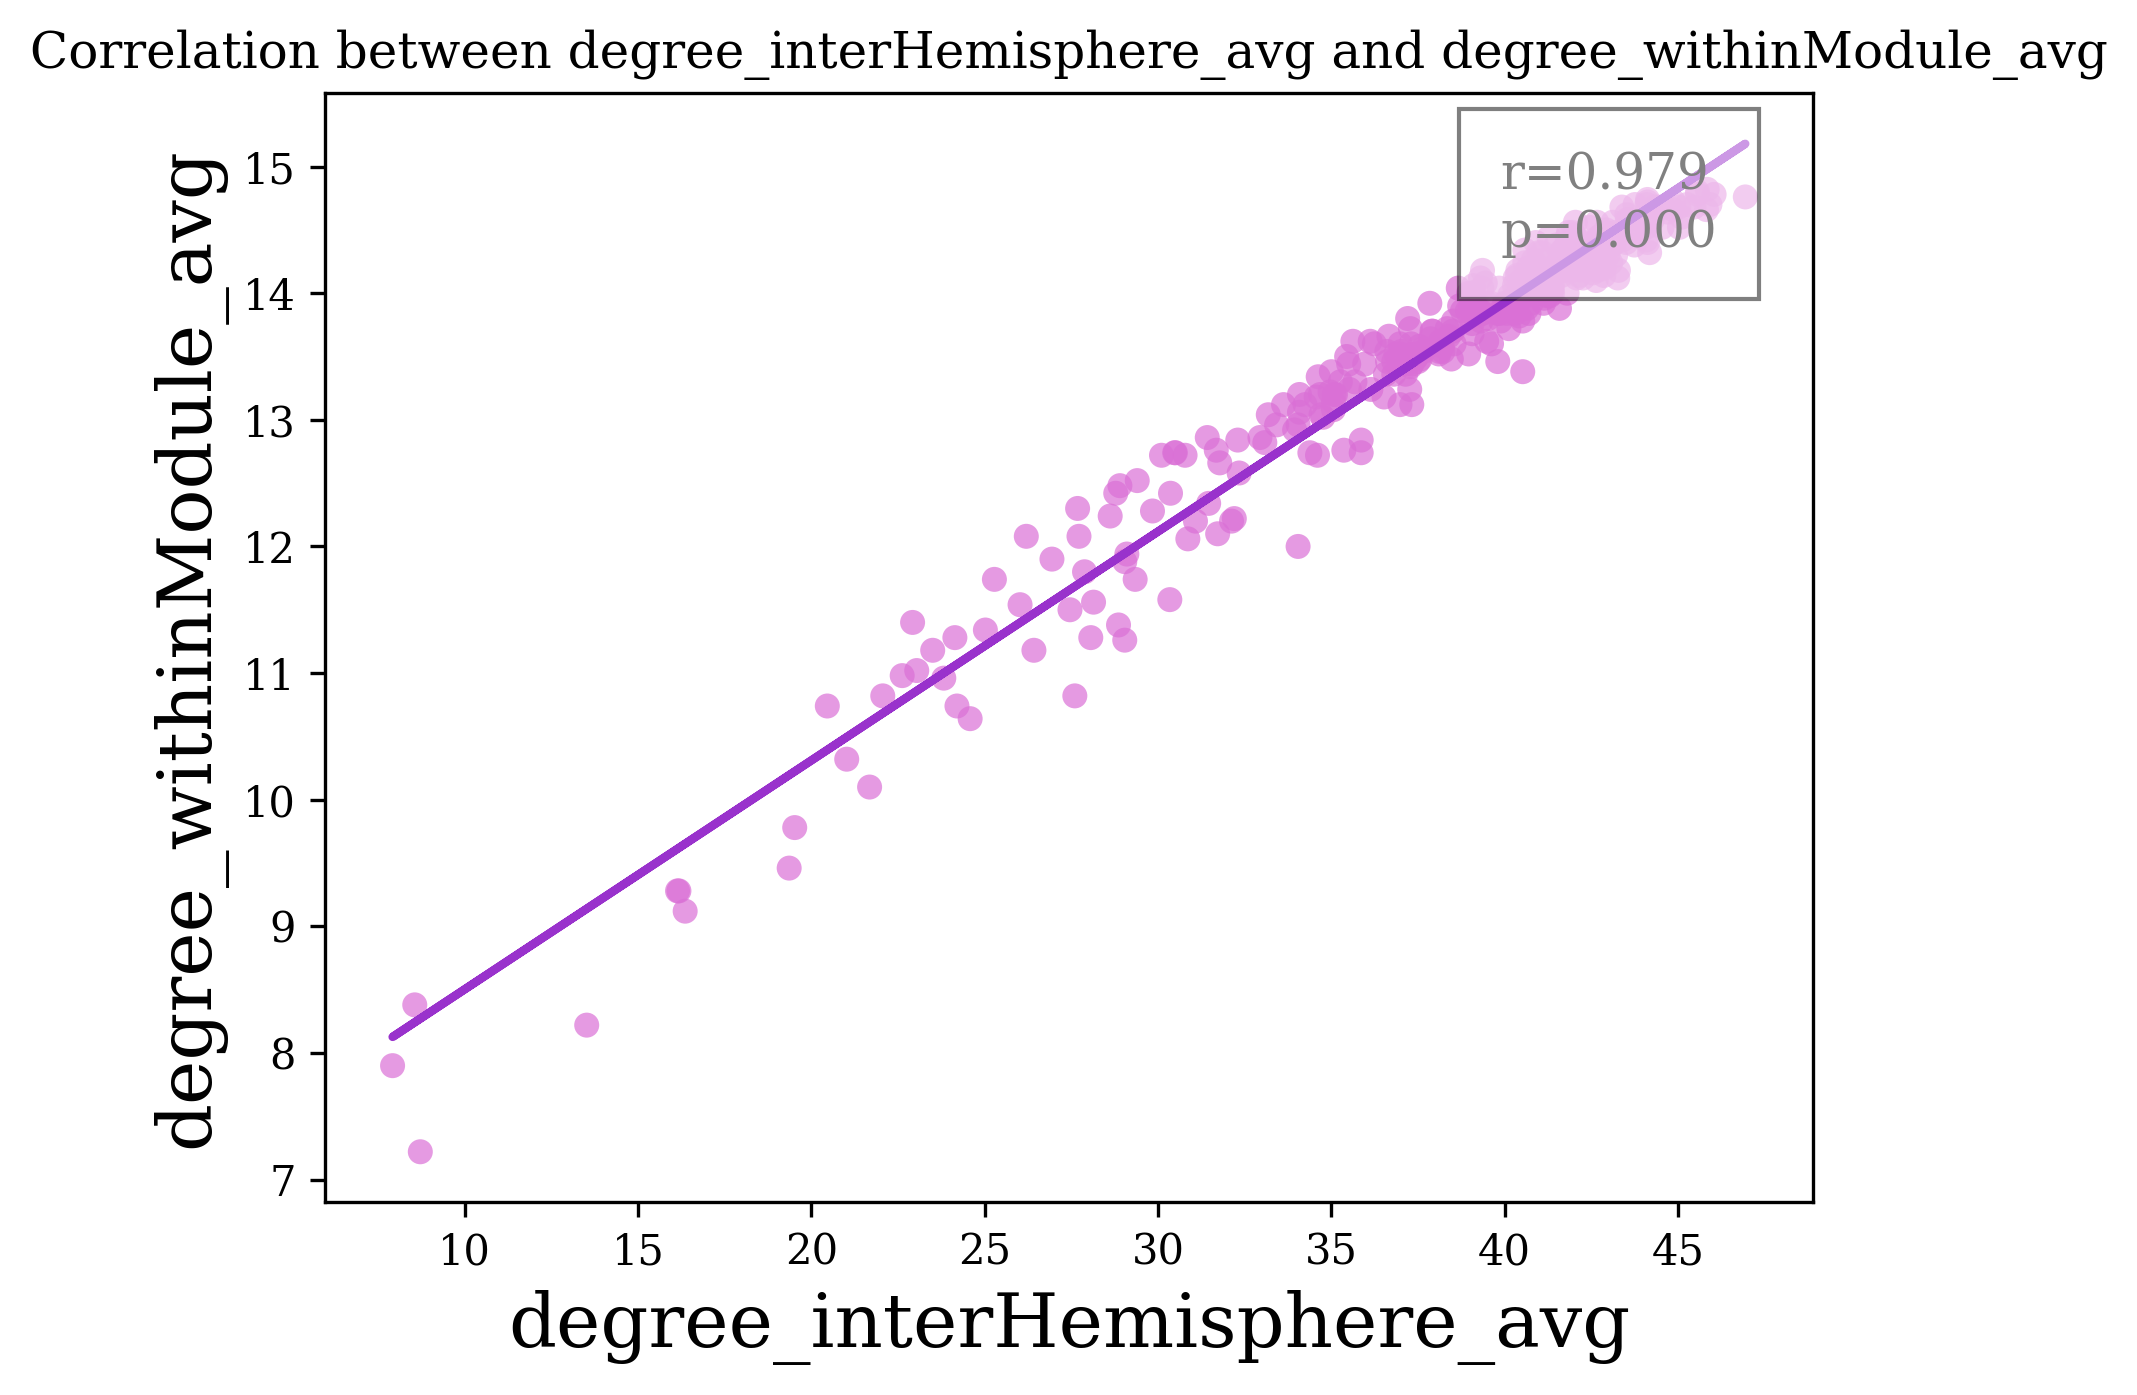 Correlation between degree_interHemisphere_avg and degree_withinModule_avg
r=0.979
p=0.000
degree_withinModule_avg
15
14
13
12
11
10
9
8
7
10 15 20 25 30 35 40 45
degree_interHemisphere_avg